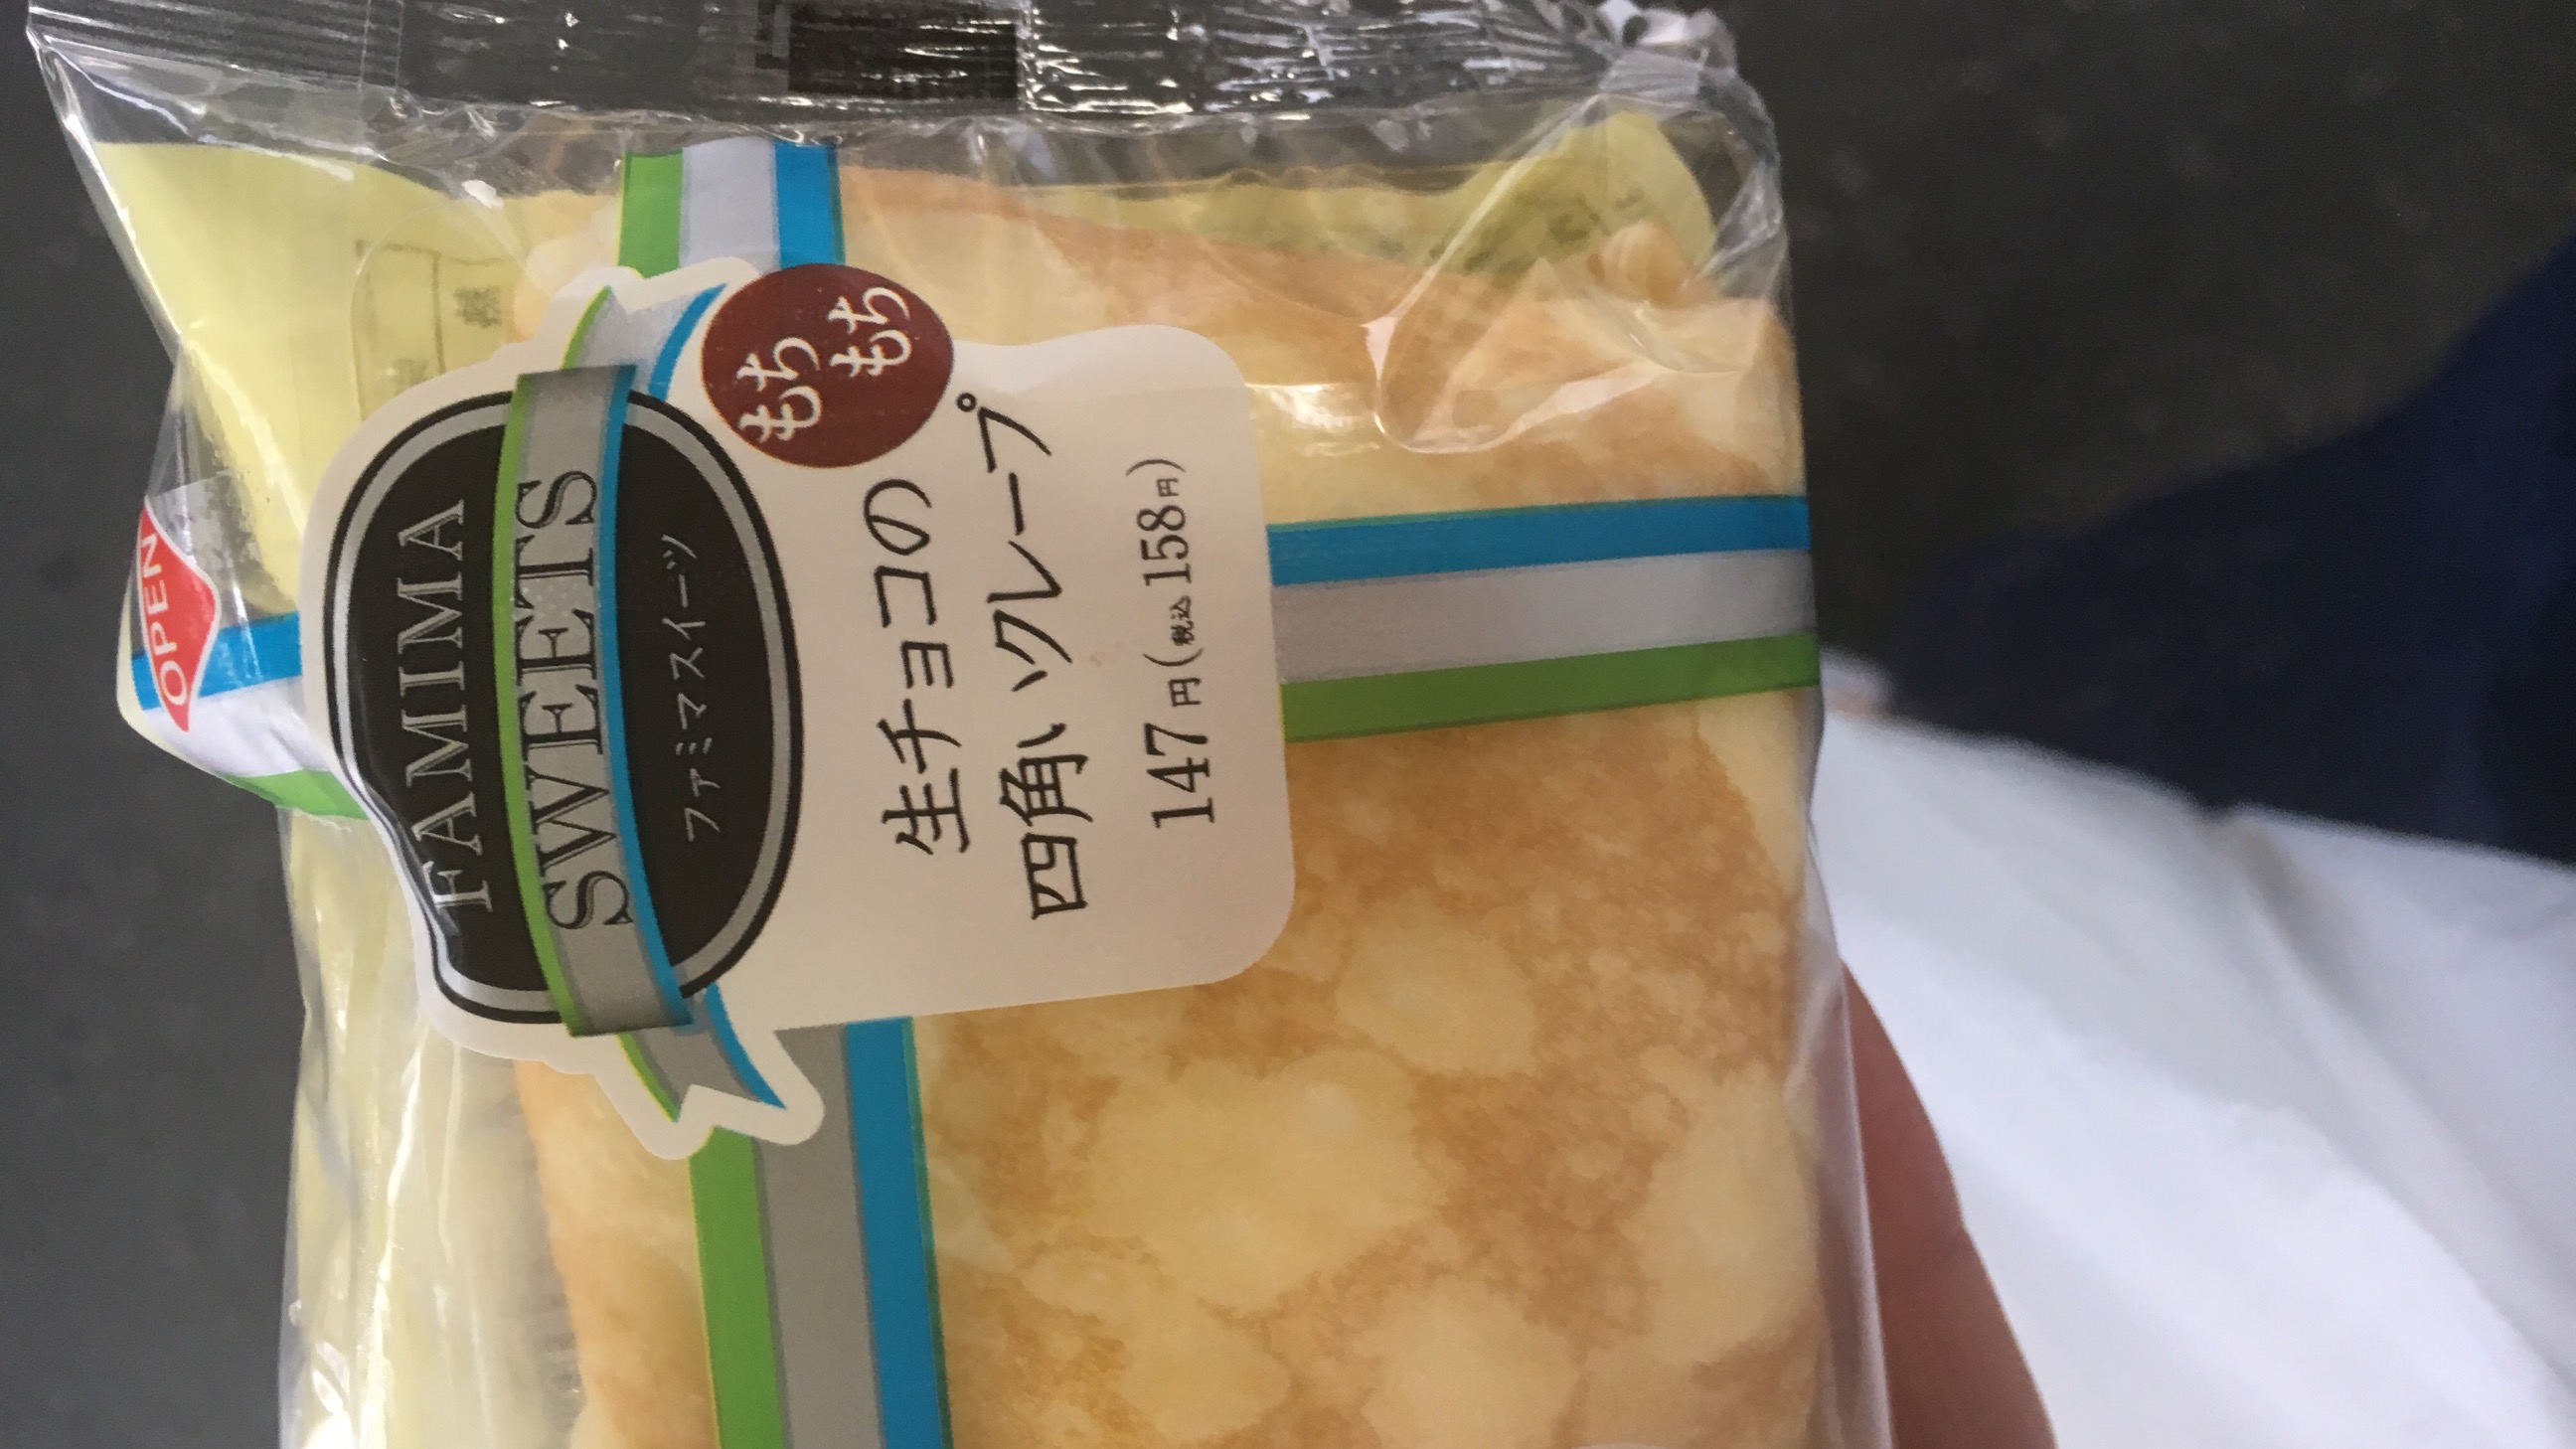 OPEN
FAMIMA
SWEETS
ファミマスイーツ
もち
もち
生チョコの
四角いクレープ
147円(税込158円)